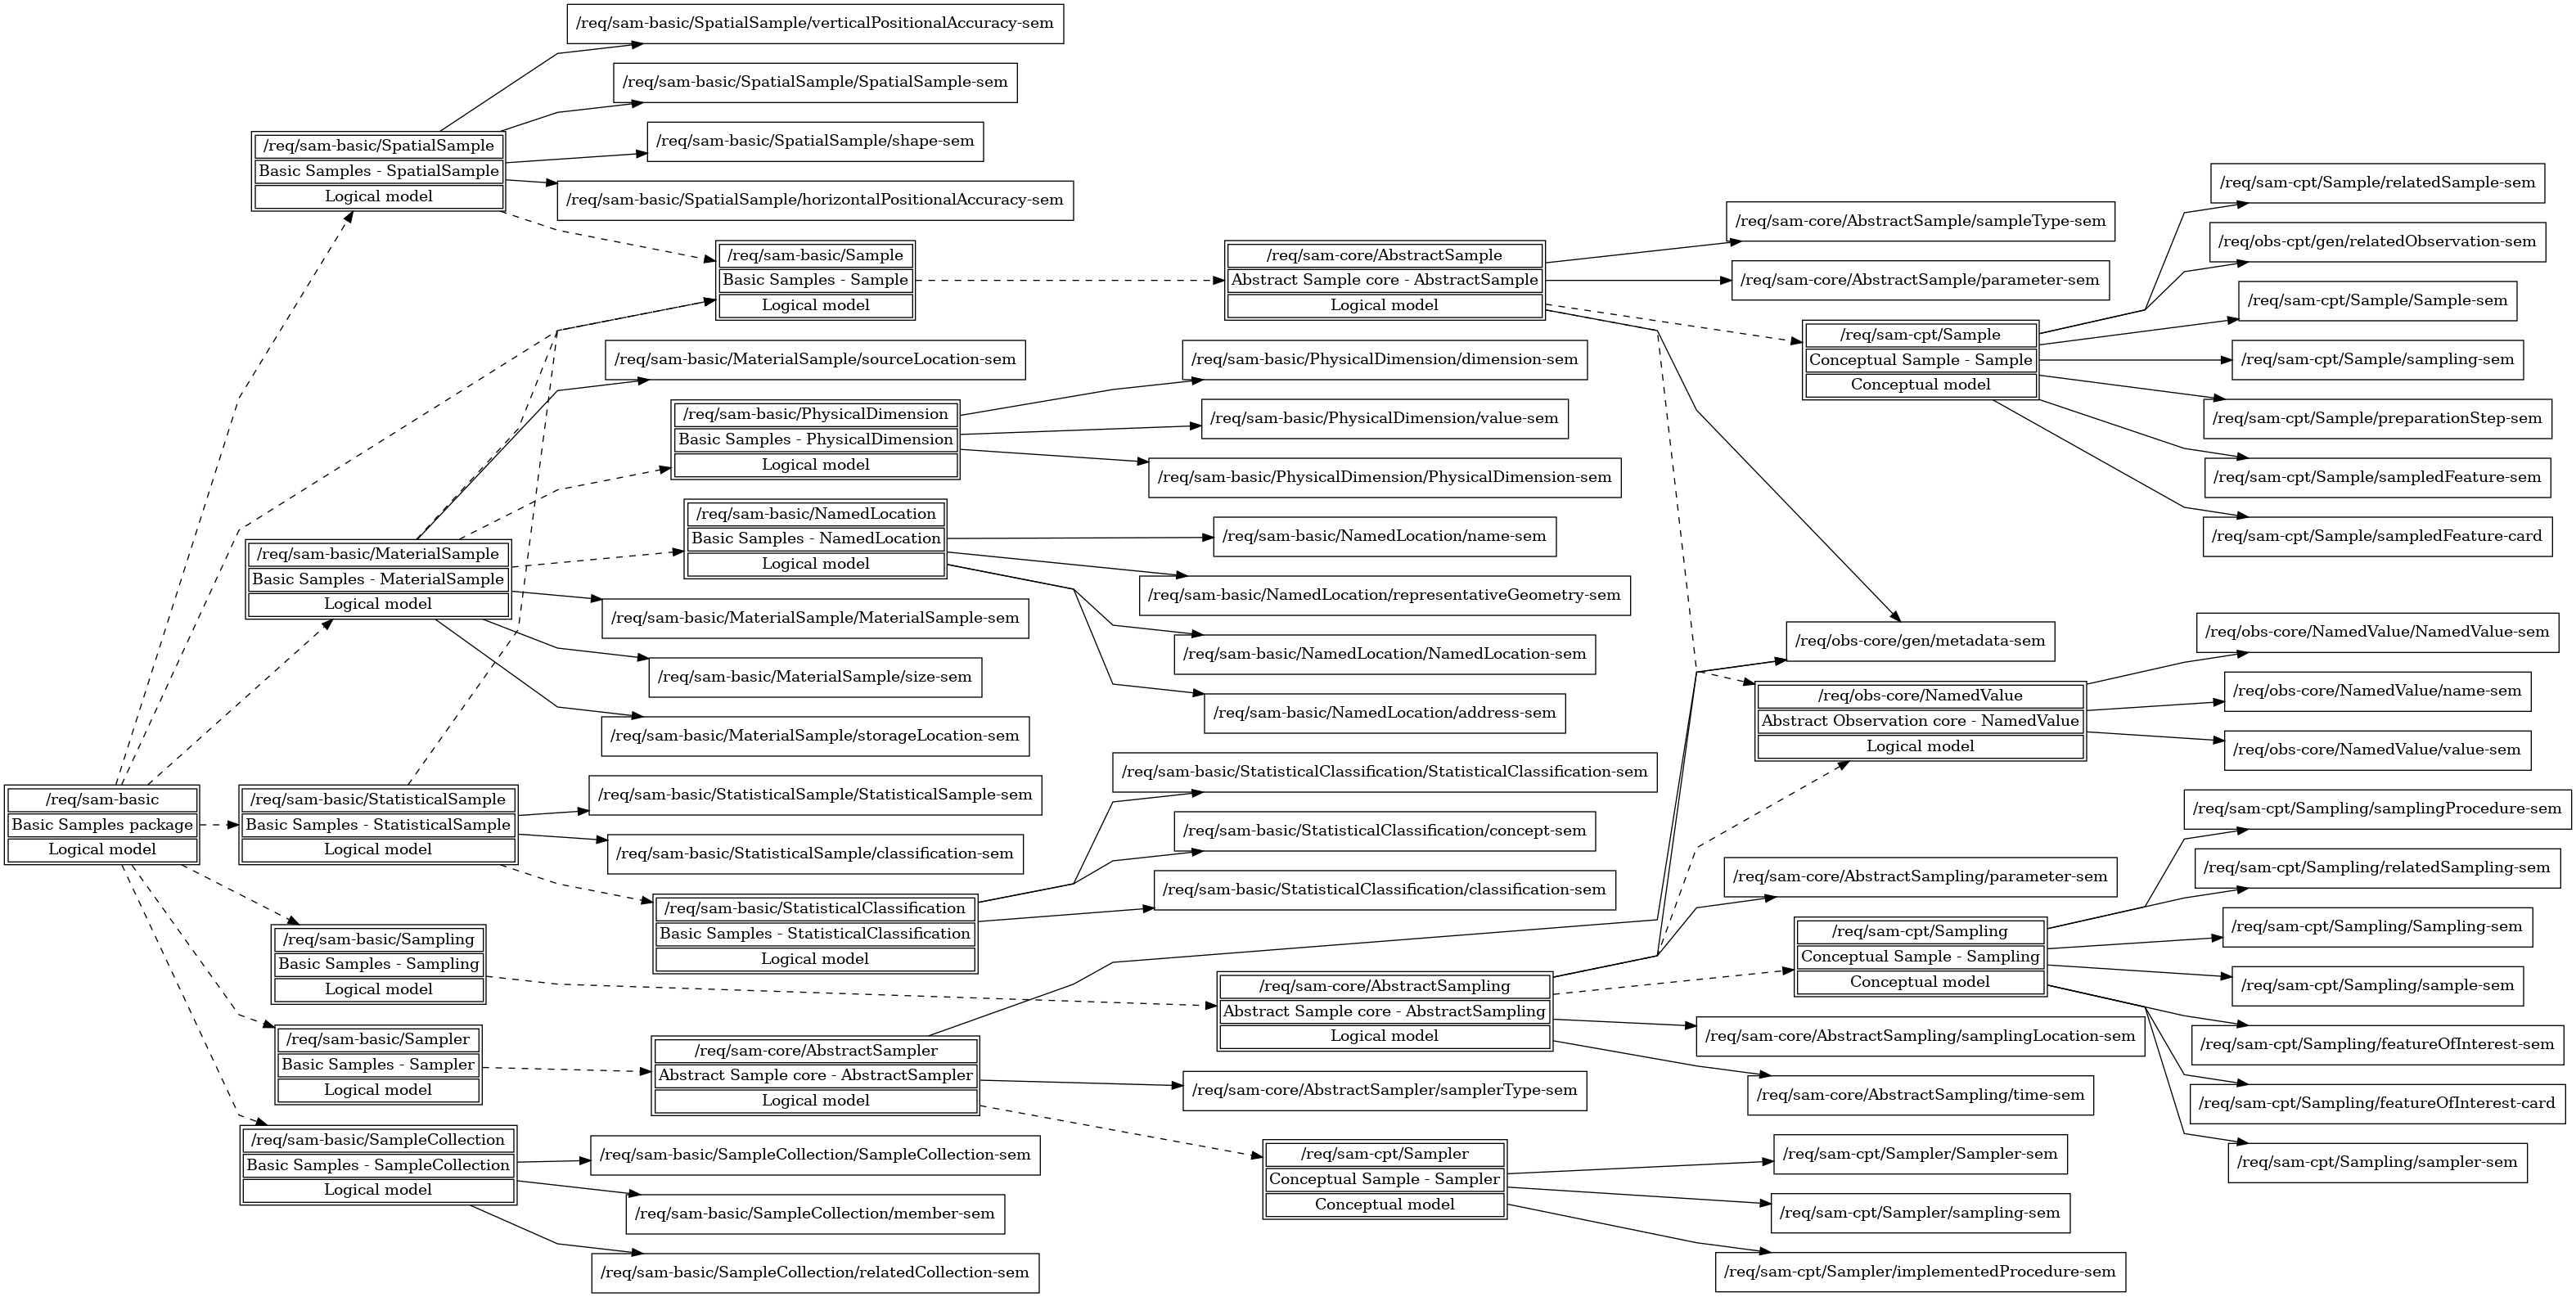 /req/sam-basic/SpatialSample/verticalPositionalAccuracy-sem
/req/sam-basic/SpatialSample/SpatialSample-sem
/req/sam-basic/SpatialSample/shape-sem
/req/sam-basic/SpatialSample/horizontalPositionalAccuracy-sem
/req/sam-basic/SpatialSample
Basic Samples - SpatialSample
Logical model
/req/sam-basic/Sample
Basic Samples - Sample
Logical model
/req/sam-basic/MaterialSample/sourceLocation-sem
/req/sam-basic/PhysicalDimension
Basic Samples - PhysicalDimension
Logical model
/req/sam-basic/NamedLocation
Basic Samples - NamedLocation
Logical model
/req/sam-basic/MaterialSample
Basic Samples - MaterialSample
Logical model
/req/sam-basic/MaterialSample/MaterialSample-sem
/req/sam-basic/MaterialSample/size-sem
/req/sam-basic/MaterialSample/storageLocation-sem
/req/sam-basic
Basic Samples package
Logical model
/req/sam-basic/StatisticalSample
Basic Samples - StatisticalSample
Logical model
/req/sam-basic/StatisticalSample/StatisticalSample-sem
/req/sam-basic/StatisticalSample/classification-sem
/req/sam-basic/StatisticalClassification
Basic Samples - StatisticalClassification
Logical model
/req/sam-basic/Sampling
Basic Samples - Sampling
Logical model
/req/sam-basic/Sampler
Basic Samples - Sampler
Logical model
/req/sam-core/AbstractSampler
Abstract Sample core - AbstractSampler
Logical model
/req/sam-basic/SampleCollection
Basic Samples - SampleCollection
Logical model
/req/sam-basic/SampleCollection/SampleCollection-sem
/req/sam-basic/SampleCollection/member-sem
/req/sam-basic/SampleCollection/relatedCollection-sem
/req/sam-core/AbstractSample
Abstract Sample core - AbstractSample
Logical model
/req/sam-basic/PhysicalDimension/dimension-sem
/req/sam-basic/PhysicalDimension/value-sem
/req/sam-basic/PhysicalDimension/PhysicalDimension-sem
/req/sam-basic/NamedLocation/name-sem
/req/sam-basic/NamedLocation/representativeGeometry-sem
/req/sam-basic/NamedLocation/NamedLocation-sem
/req/sam-basic/NamedLocation/address-sem
/req/sam-basic/StatisticalClassification/StatisticalClassification-sem
/req/sam-basic/StatisticalClassification/concept-sem
/req/sam-basic/StatisticalClassification/classification-sem
/req/sam-core/AbstractSampling
Abstract Sample core - AbstractSampling
Logical model
/req/sam-core/AbstractSampler/samplerType-sem
/req/sam-cpt/Sampler
Conceptual Sample - Sampler
Conceptual model
/req/sam-core/AbstractSample/sampleType-sem
/req/sam-core/AbstractSample/parameter-sem
/req/sam-cpt/Sample
Conceptual Sample - Sample
Conceptual model
/req/obs-core/gen/metadata-sem
/req/obs-core/NamedValue
Abstract Observation core - NamedValue
Logical model
/req/sam-core/AbstractSampling/parameter-sem
/req/sam-cpt/Sampling
Conceptual Sample - Sampling
Conceptual model
/req/sam-core/AbstractSampling/samplingLocation-sem
/req/sam-core/AbstractSampling/time-sem
/req/sam-cpt/Sampler/Sampler-sem
/req/sam-cpt/Sampler/sampling-sem
/req/sam-cpt/Sampler/implementedProcedure-sem
/req/sam-cpt/Sample/relatedSample-sem
/req/obs-cpt/gen/relatedObservation-sem
/req/sam-cpt/Sample/Sample-sem
/req/sam-cpt/Sample/sampling-sem
/req/sam-cpt/Sample/preparationStep-sem
/req/sam-cpt/Sample/sampledFeature-sem
/req/sam-cpt/Sample/sampledFeature-card
/req/obs-core/NamedValue/NamedValue-sem
/req/obs-core/NamedValue/name-sem
/req/obs-core/NamedValue/value-sem
/req/sam-cpt/Sampling/samplingProcedure-sem
/req/sam-cpt/Sampling/relatedSampling-sem
/req/sam-cpt/Sampling/Sampling-sem
/req/sam-cpt/Sampling/sample-sem
/req/sam-cpt/Sampling/featureOfInterest-sem
/req/sam-cpt/Sampling/featureOfInterest-card
/req/sam-cpt/Sampling/sampler-sem